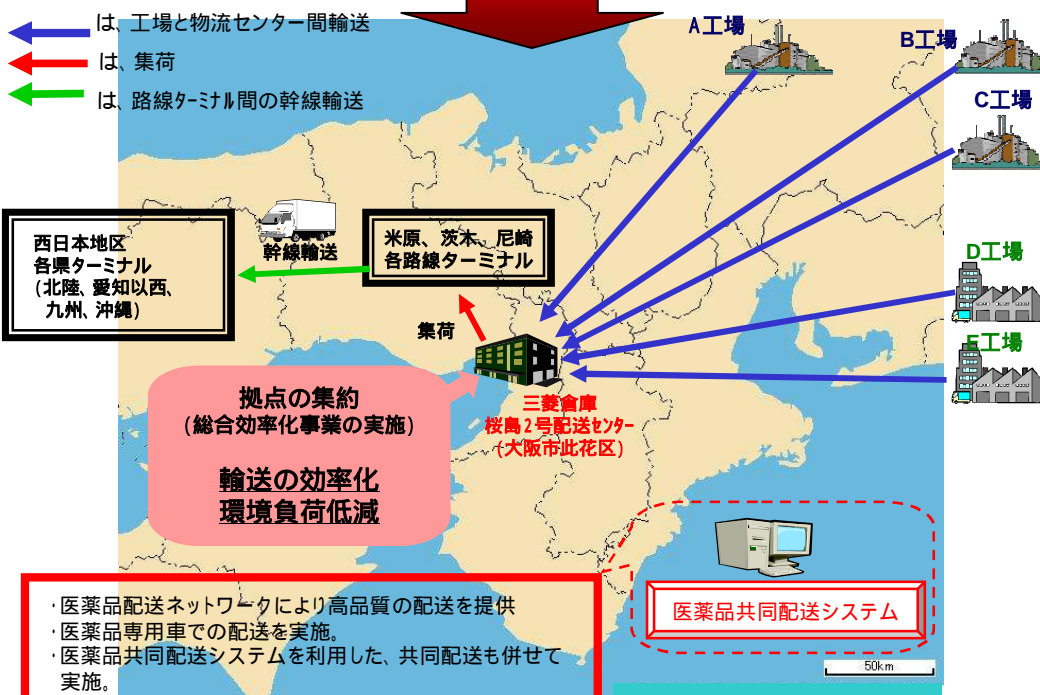 は、工場と物流センター間輸送
は、集荷
は、路線ターミナル間の幹線輸送
A工場
B工場
C工場
D工場
E工場
西日本地区
各県ターミナル
(北陸、愛知以西、
九州、沖縄)
幹線輸送
米原、茨木、尼崎
各路線ターミナル
集荷
三菱倉庫
桜島2号配送センター
(大阪市此花区)
拠点の集約
(総合効率化事業の実施)
輸送の効率化
環境負荷低減
医薬品共同配送システム
・医薬品配送ネットワークにより高品質の配送を提供
・医薬品専用車での配送を実施。
・医薬品共同配送システムを利用した、共同配送も併せて
実施。
50km